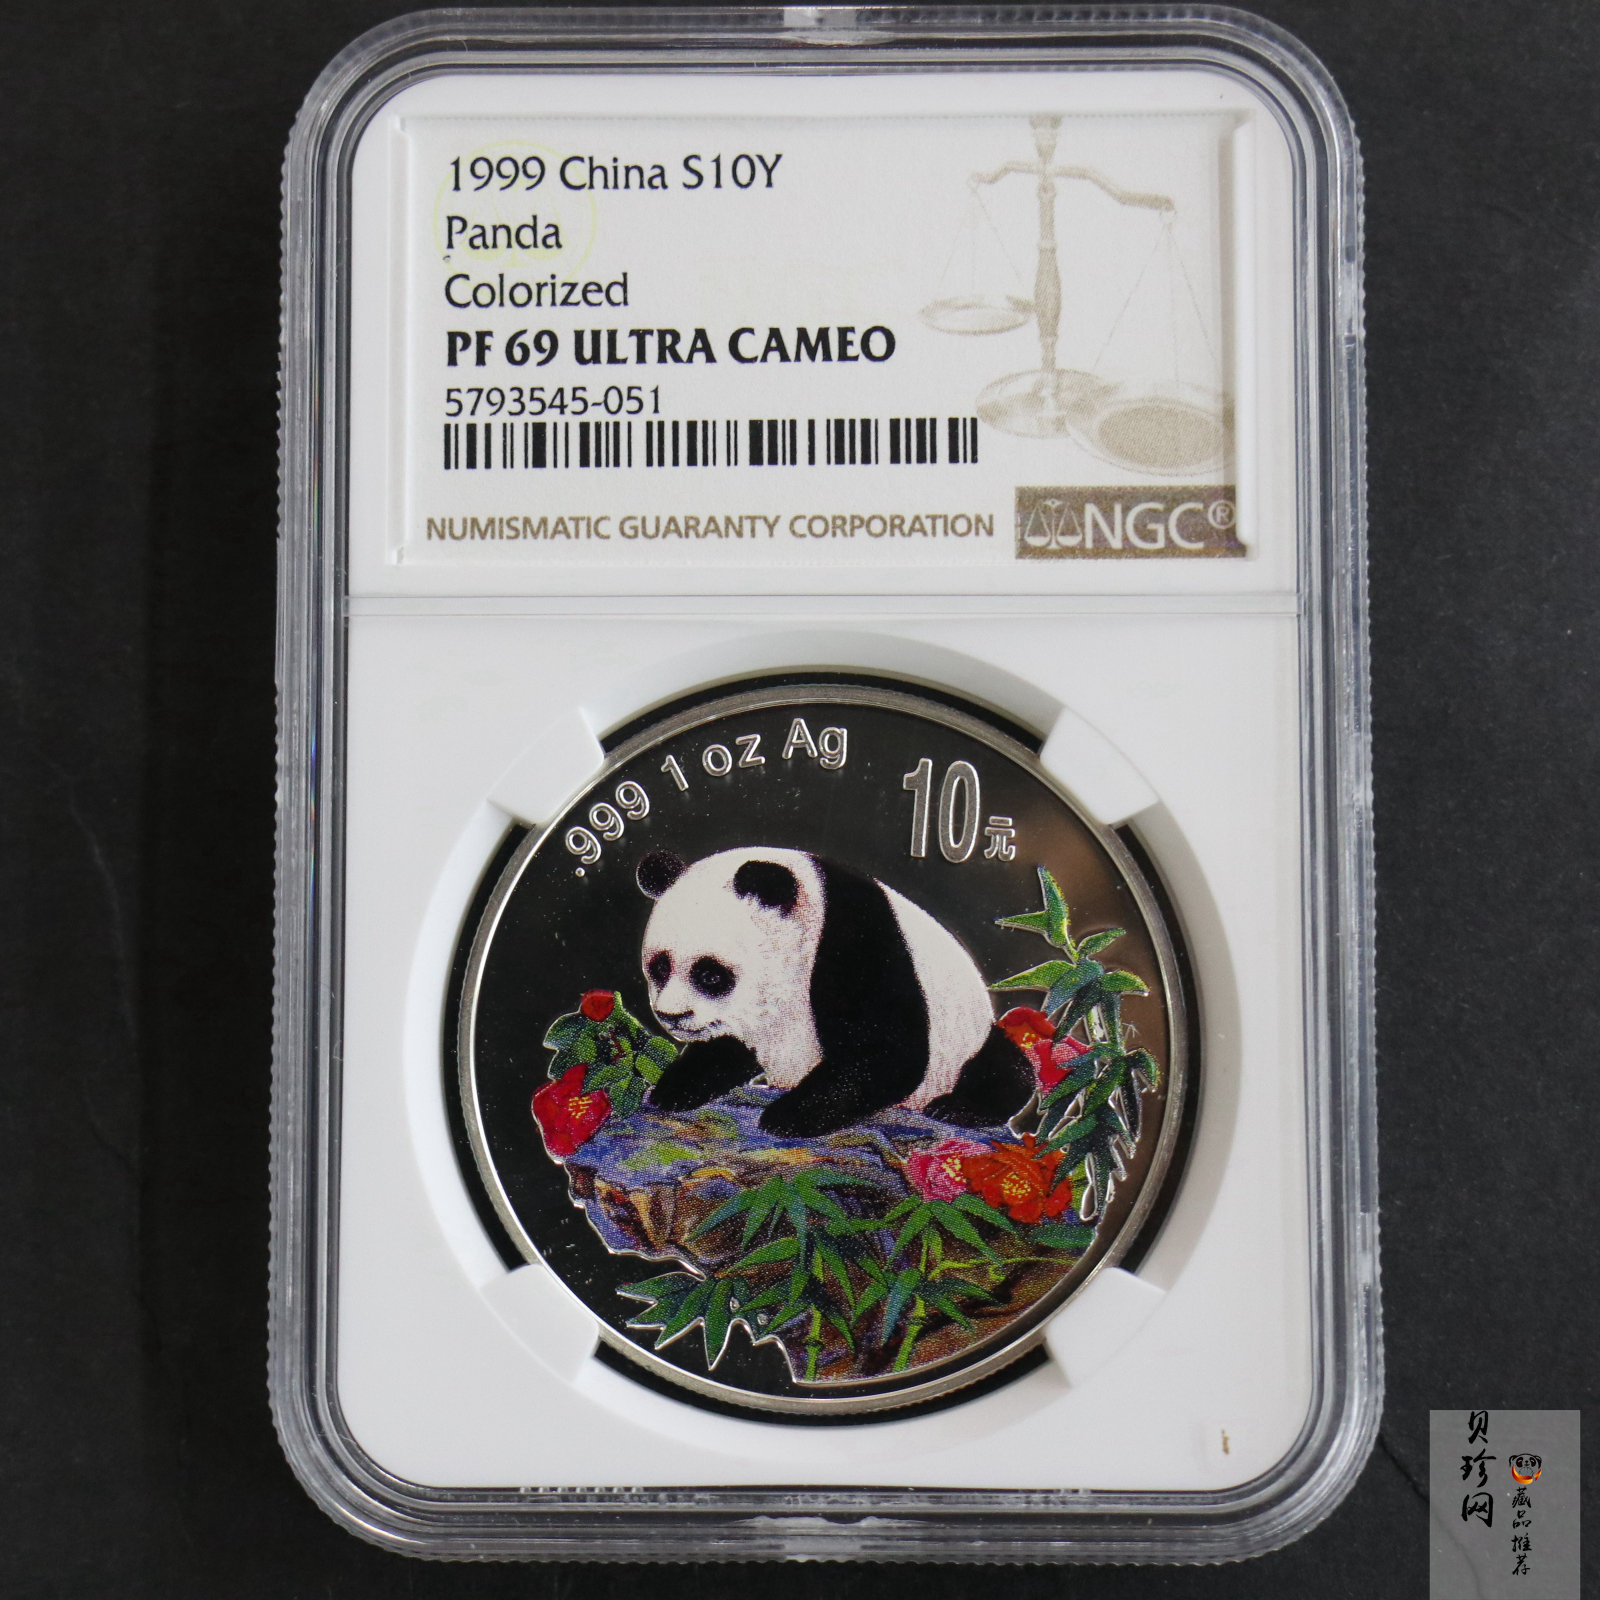 1999 China S10Y
Panda
Colorized
PF 69 ULTRA CAMEO
5793545-051
NUMISMATIC GUARANTY CORPORATION
NGC®
.999 1 oz Ag
10元
贝珍网
藏品推荐